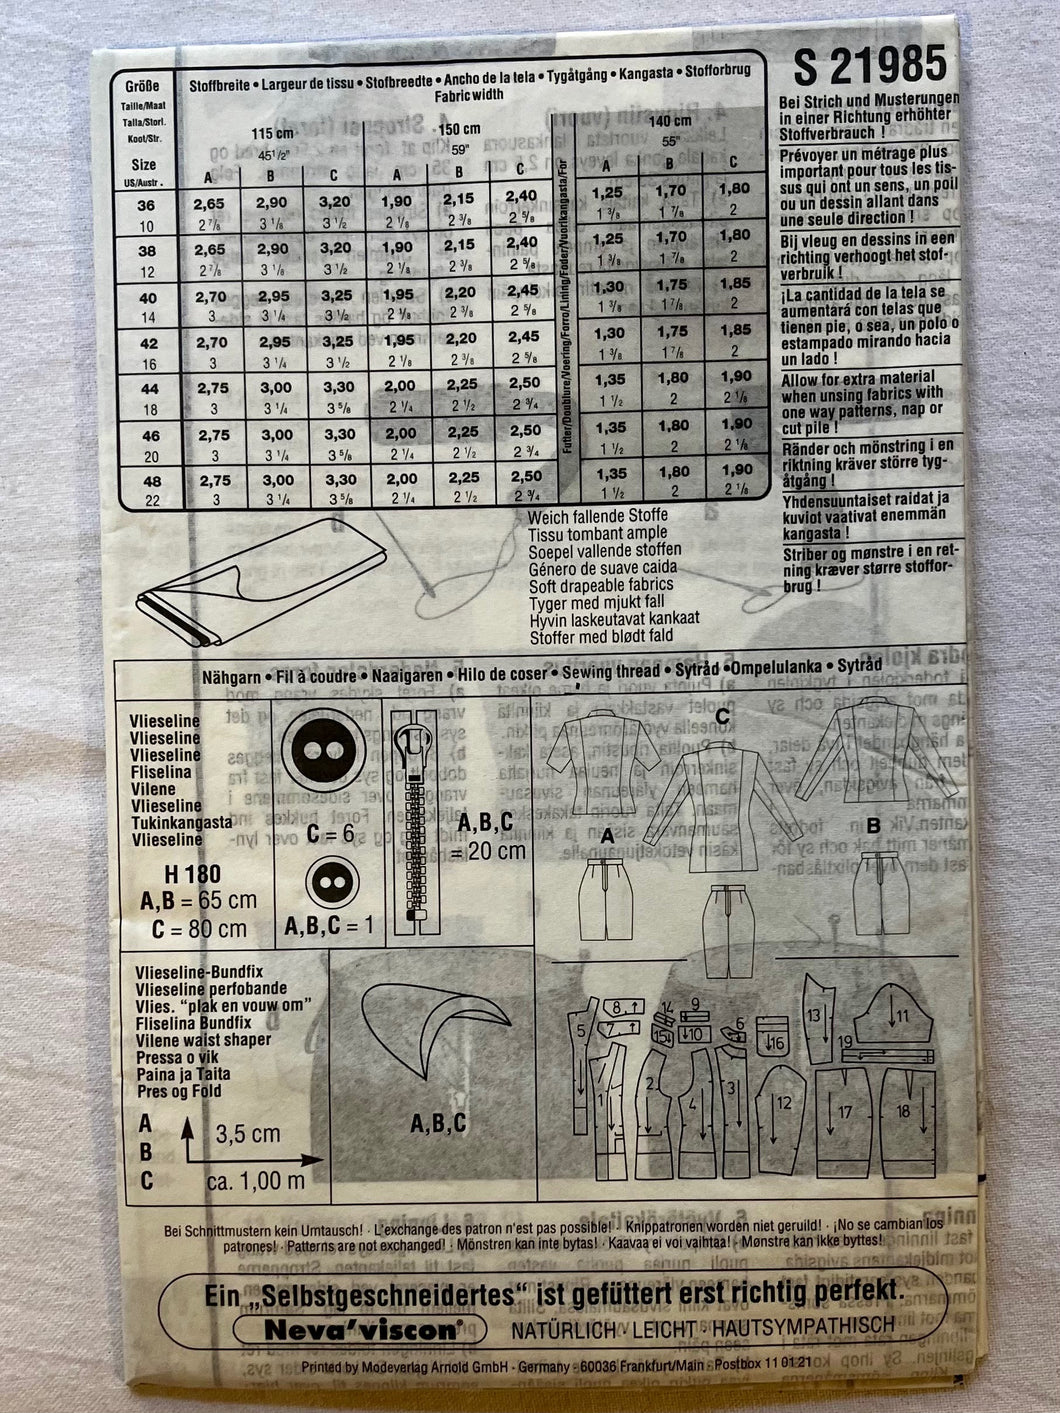 S 21985
Größe
Taille/Maat
Talla/Storl.
Koot/Str.
Size
US/Austr.
Stoffbreite • Largeur de tissu • Stofbreedte • Ancho de la tela • Tygåtgång • Kangasta • Stofforbrug
Fabric width
115 cm 150 cm 140 cm
45 1/2" 59" 55"
A B C A B C A B C
36 2,65 2,90 3,20 1,90 2,15 2,40 1,25 1,70 1,80
10 2 7/8 3 1/8 3 1/2 2 1/8 2 3/8 2 5/8 1 3/8 1 7/8 2
38 2,65 2,90 3,20 1,90 2,15 2,40 1,25 1,70 1,80
12 2 7/8 3 1/8 3 1/2 2 1/8 2 3/8 2 5/8 1 3/8 1 7/8 2
40 2,70 2,95 3,25 1,95 2,20 2,45 1,30 1,75 1,85
14 3 3 1/4 3 1/2 2 1/8 2 3/8 2 5/8 1 3/8 1 7/8 2
42 2,70 2,95 3,25 1,95 2,20 2,45 1,30 1,75 1,85
16 3 3 1/4 3 1/2 2 1/8 2 3/8 2 5/8 1 3/8 1 7/8 2
44 2,75 3,00 3,30 2,00 2,25 2,50 1,35 1,80 1,90
18 3 3 1/4 3 5/8 2 1/4 2 1/2 2 3/4 1 1/2 2 2 1/8
46 2,75 3,00 3,30 2,00 2,25 2,50 1,35 1,80 1,90
20 3 3 1/4 3 5/8 2 1/4 2 1/2 2 3/4 1 1/2 2 2 1/8
48 2,75 3,00 3,30 2,00 2,25 2,50 1,35 1,80 1,90
22 3 3 1/4 3 5/8 2 1/4 2 1/2 2 3/4 1 1/2 2 2 1/8
Futter/Doublure/Voering/Forro/Lining/Foder/Vuorikangasta/For
Bei Strich und Musterungen
in einer Richtung erhöhter
Stoffverbrauch !
Prévoyer un métrage plus
important pour tous les tis-
sus qui ont un sens, un poil
ou un dessin allant dans
une seule direction !
Bij vleug en dessins in een
richting verhoogt het stof-
verbruik !
¡La cantidad de la tela se
aumentará con telas que
tienen pie, o sea, un polo o
estampado mirando hacia
un lado !
Allow for extra material
when unsing fabrics with
one way patterns, nap or
cut pile !
Ränder och mönstring i en
riktning kräver större tyg-
åtgång !
Yhdensuuntaiset raidat ja
kuviot vaativat enemmän
kangasta !
Striber og mønstre i en ret-
ning kræver større stoffor-
brug !
Weich fallende Stoffe
Tissu tombant ample
Soepel vallende stoffen
Género de suave caida
Soft drapeable fabrics
Tyger med mjukt fall
Hyvin laskeutavat kankaat
Stoffer med blødt fald
Nähgarn • Fil à coudre • Naaigaren • Hilo de coser • Sewing thread • Sytråd •Ompelulanka • Sytråd
Vlieseline
Vlieseline
Vlieseline
Fliselina
Vilene
Vlieseline
Tukinkangasta
Vlieseline
H 180
A,B = 65 cm
C = 80 cm
C = 6
A,B,C = 1
A,B,C
= 20 cm
C
A
B
Vlieseline-Bundfix
Vlieseline perfobande
Vlies. "plak en vouw om"
Fliselina Bundfix
Vilene waist shaper
Pressa o vik
Paina ja Taita
Pres og Fold
A
B
C
3,5 cm
ca. 1,00 m
A,B,C
5 8 7 14 9 15 10 6 16 13 11 19
1 2 4 3 12 17 18
Bei Schnittmustern kein Umtausch! · L'exchange des patron n'est pas possible! · Knippatronen worden niet geruild! · ¡No se cambian los
patrones! · Patterns are not exchanged! · Mönstren kan inte bytas! · Kaavaa ei voi vaihtaa! · Mønstre kan ikke byttes!
Ein „Selbstgeschneidertes“ ist gefüttert erst richtig perfekt.
Neva'viscon® NATÜRLICH · LEICHT · HAUTSYMPATHISCH
Printed by Modeverlag Arnold GmbH - Germany - 60036 Frankfurt/Main - Postbox 11 01 21